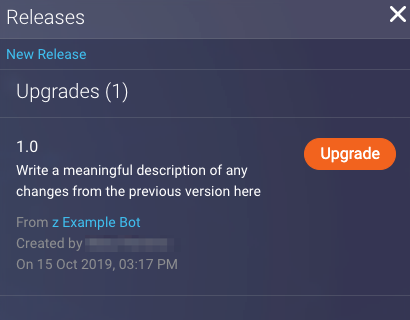 Releases
New Release
Upgrades (1)
1.0
Upgrade
Write a meaningful description of any
changes from the previous version here
From z Example Bot
Created by
On 15 Oct 2019, 03:17 PM